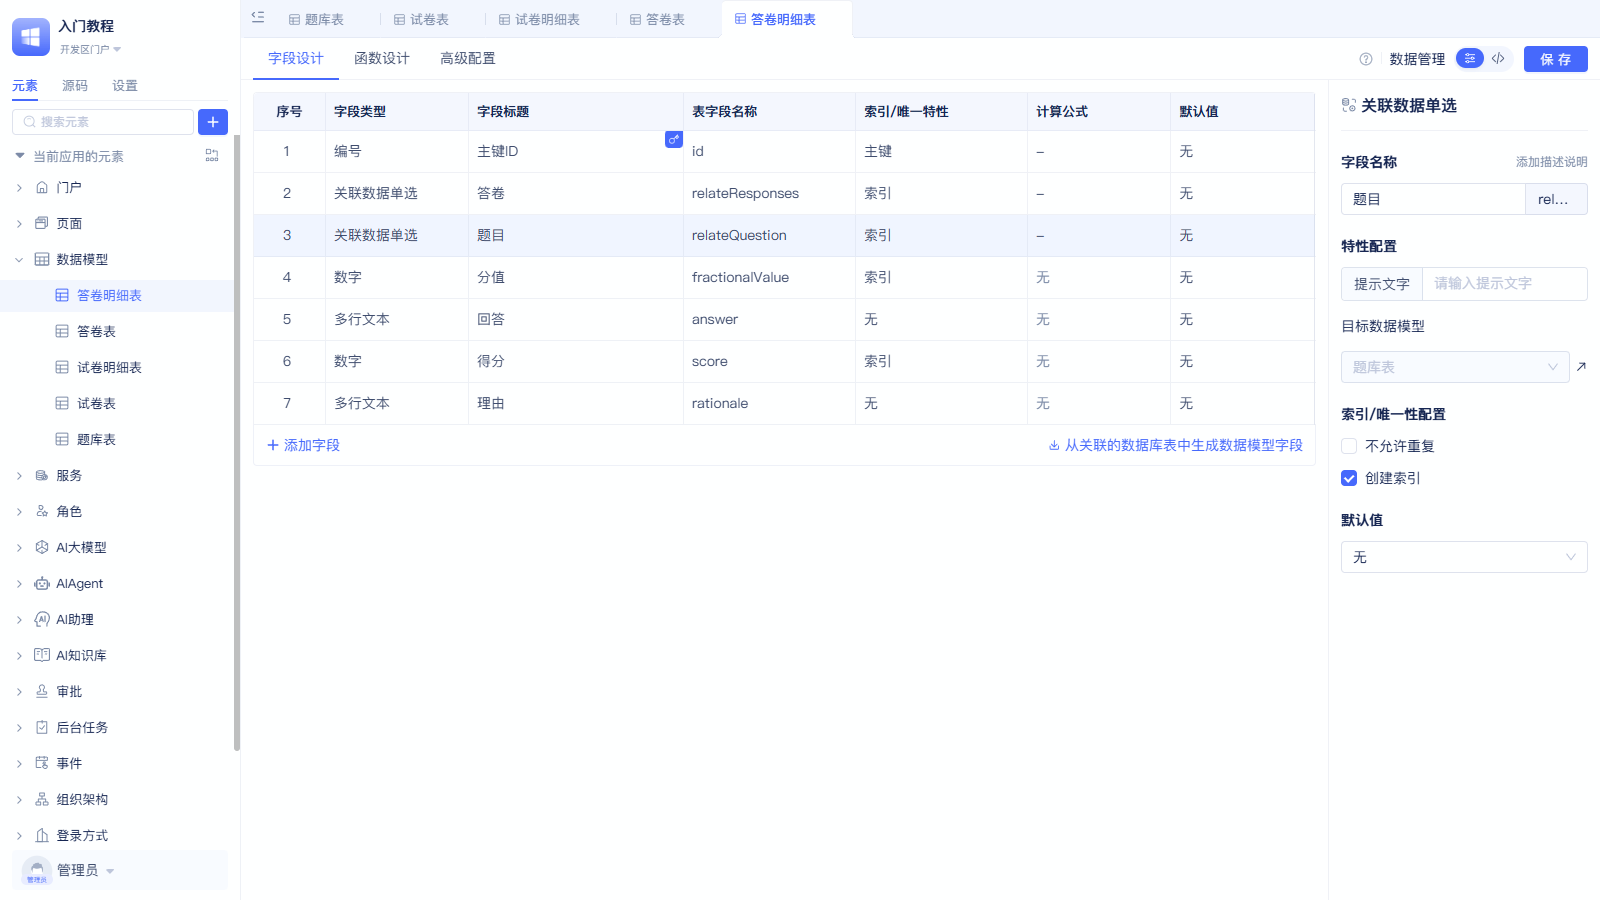 入门教程
开发区门户
元素 源码 设置
搜索元素
当前应用的元素
门户
页面
数据模型
答卷明细表
答卷表
试卷明细表
试卷表
题库表
服务
角色
AI大模型
AIAgent
AI助理
AI知识库
审批
后台任务
事件
组织架构
登录方式
管理员
管理员
题库表 试卷表 试卷明细表 答卷表 答卷明细表
字段设计 函数设计 高级配置
数据管理 保 存
序号 字段类型 字段标题 表字段名称 索引/唯一特性 计算公式 默认值
1 编号 主键ID id 主键 – 无
2 关联数据单选 答卷 relateResponses 索引 – 无
3 关联数据单选 题目 relateQuestion 索引 – 无
4 数字 分值 fractionalValue 索引 无 无
5 多行文本 回答 answer 无 无 无
6 数字 得分 score 索引 无 无
7 多行文本 理由 rationale 无 无 无
添加字段 从关联的数据库表中生成数据模型字段
关联数据单选
字段名称 添加描述说明
题目 rel...
特性配置
提示文字 请输入提示文字
目标数据模型
题库表
索引/唯一性配置
不允许重复
创建索引
默认值
无